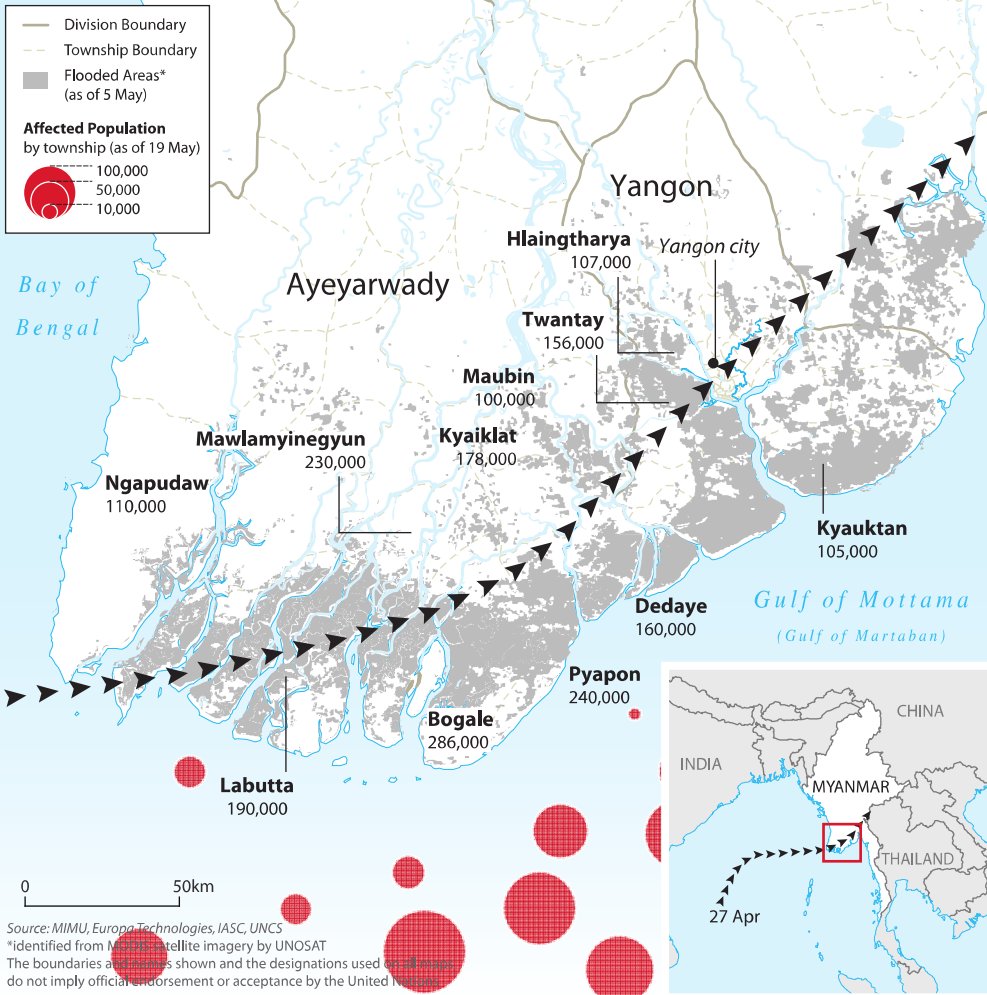 Division Boundary
Township Boundary
Flooded Areas*
(as of 5 May)
Affected Population
by township (as of 19 May)
100,000
50,000
10,000
Yangon
Hlaingtharya
107,000
Yangon city
Bay of
Bengal
Ayeyarwady
Twantay
156,000
Maubin
100,000
Mawlamyinegyun
230,000
Kyaiklat
178,000
Ngapudaw
110,000
Kyauktan
105,000
Dedaye
160,000
Gulf of Mottama
(Gulf of Martaban)
Pyapon
240,000
Bogale
286,000
Labutta
190,000
CHINA
INDIA
MYANMAR
THAILAND
27 Apr
0 50km
Source: MIMU, Europa Technologies, IASC, UNCS
*identified from MODIS satellite imagery by UNOSAT
The boundaries and names shown and the designations used on all maps
do not imply official endorsement or acceptance by the United Nations.